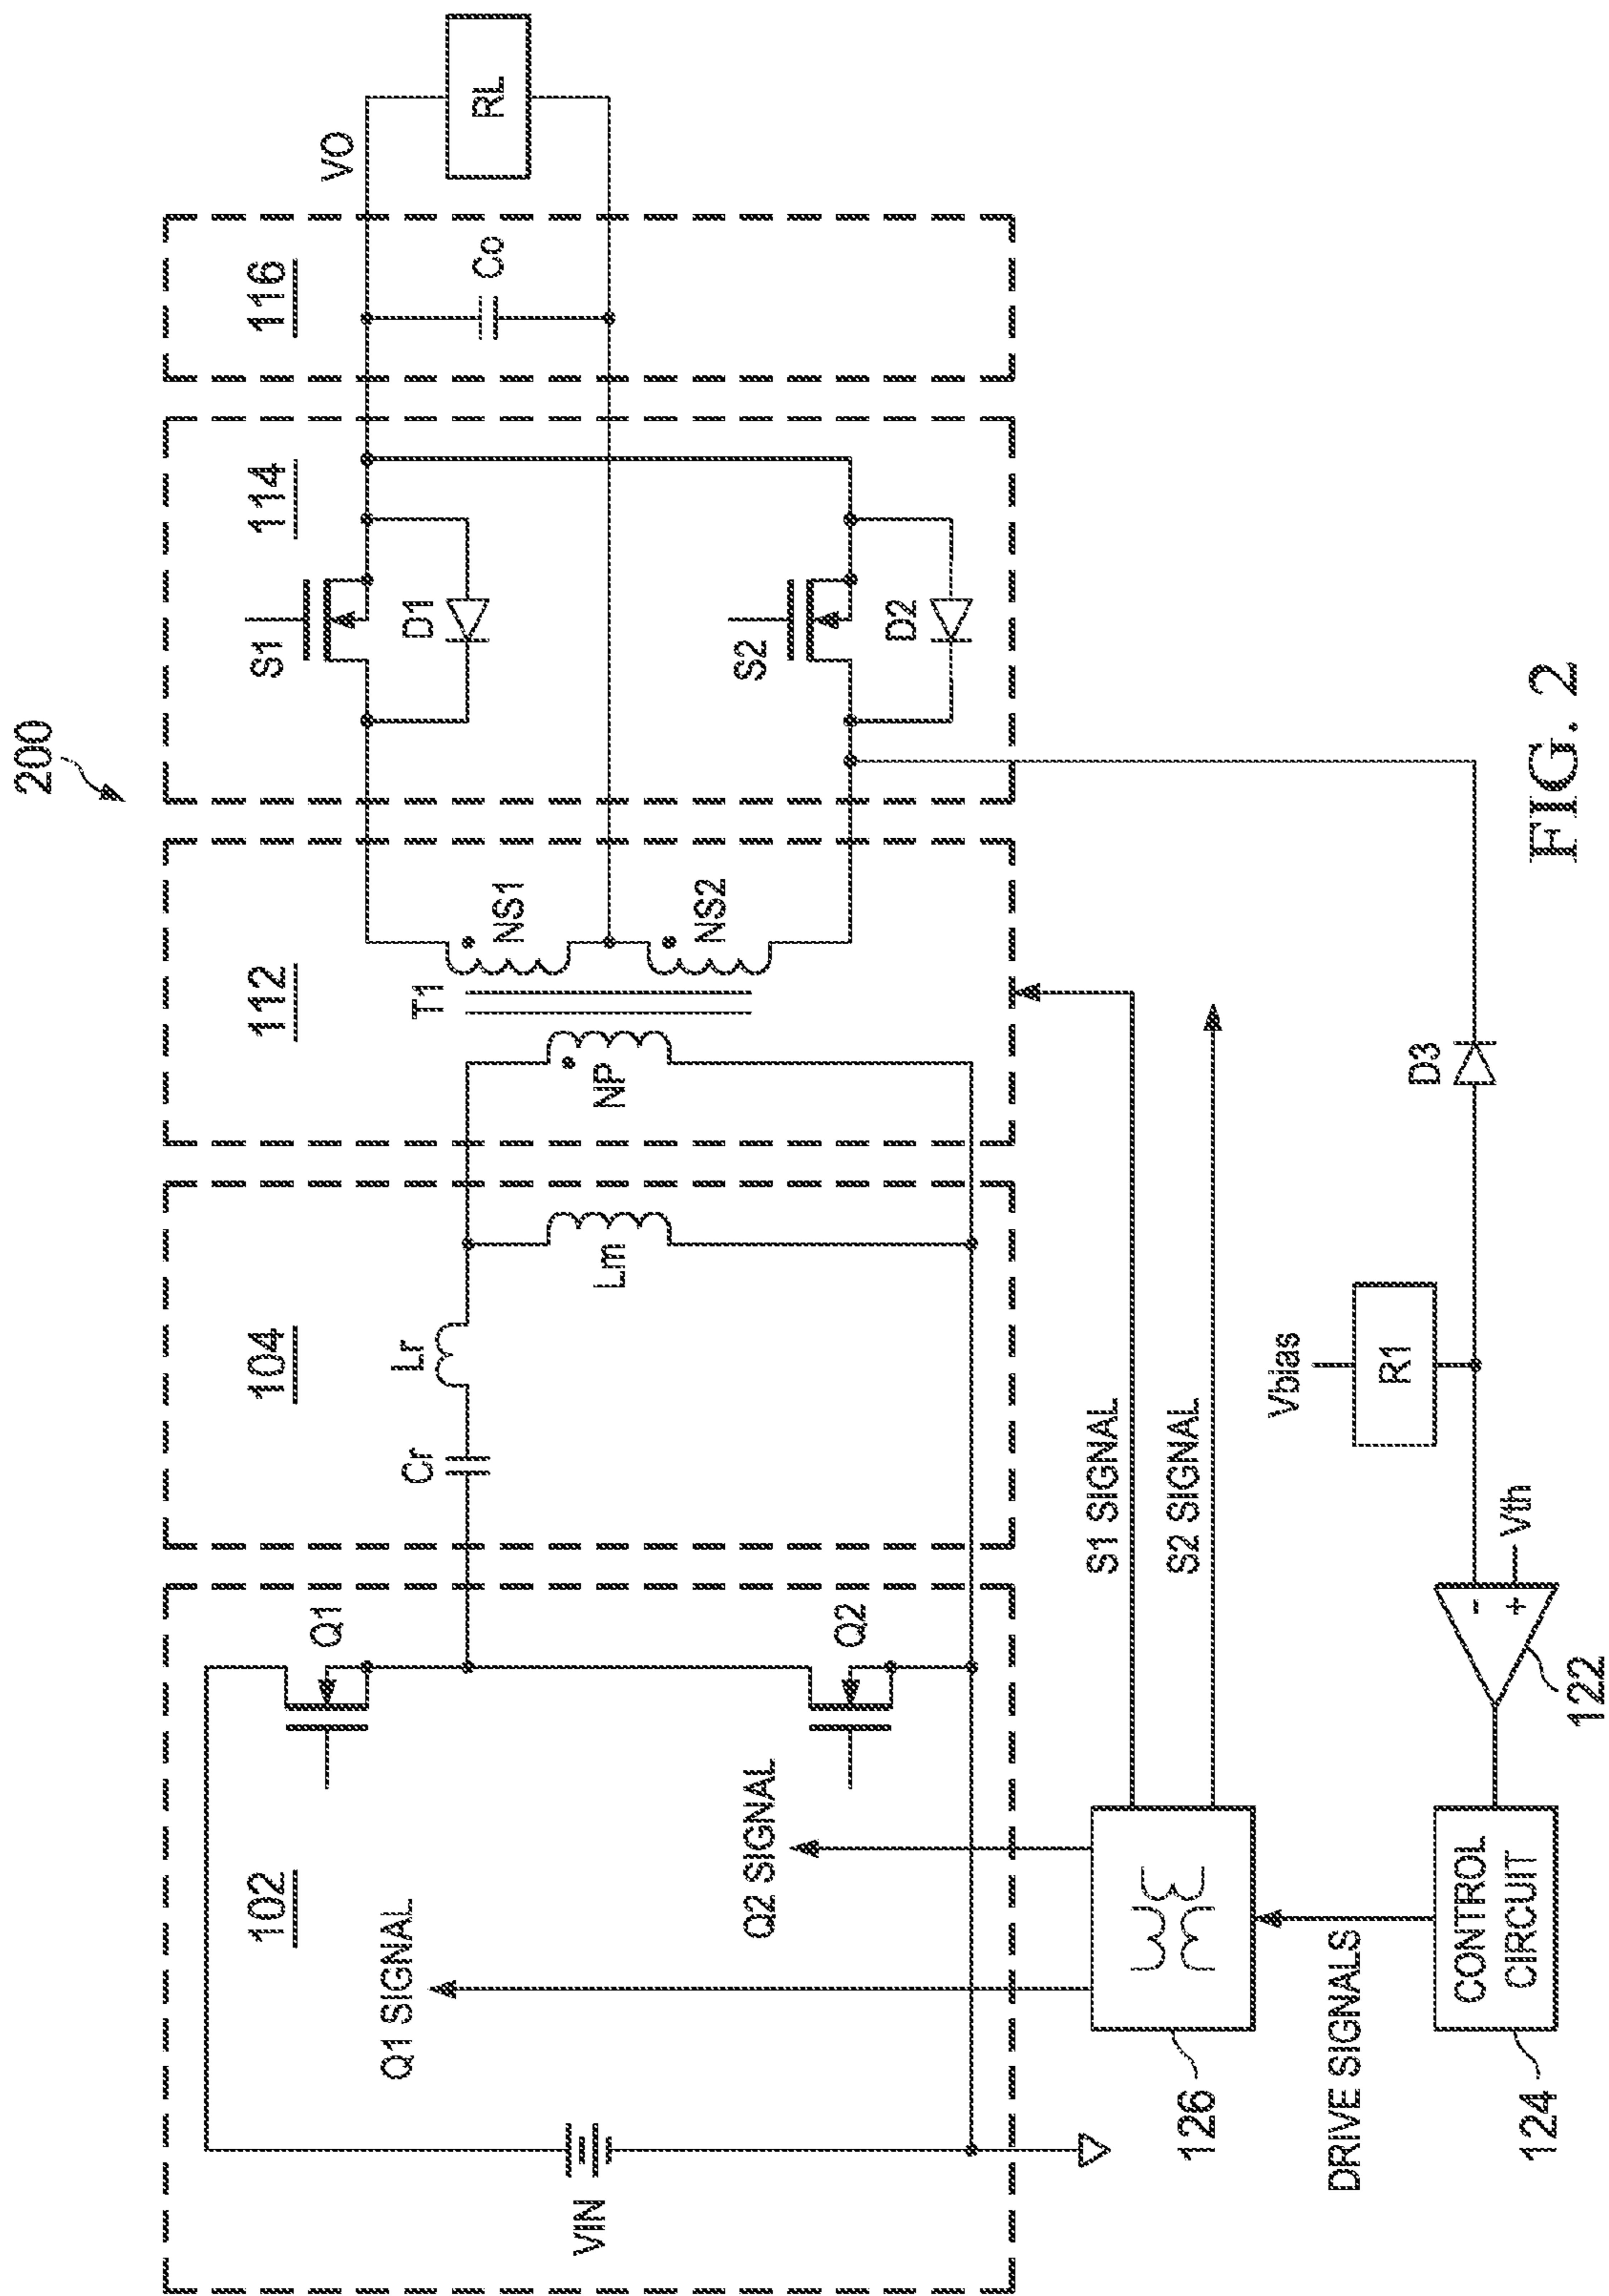 200
102
104
112
114
116
VIN
Q1 SIGNAL
Q2 SIGNAL
Q1
Q2
Cr
Lr
Lm
T1
NP
NS1
NS2
S1
D1
S2
D2
Co
VO
RL
S1 SIGNAL
S2 SIGNAL
126
DRIVE SIGNALS
124
CONTROL
CIRCUIT
122
-
+
Vth
Vbias
R1
D3
FIG. 2